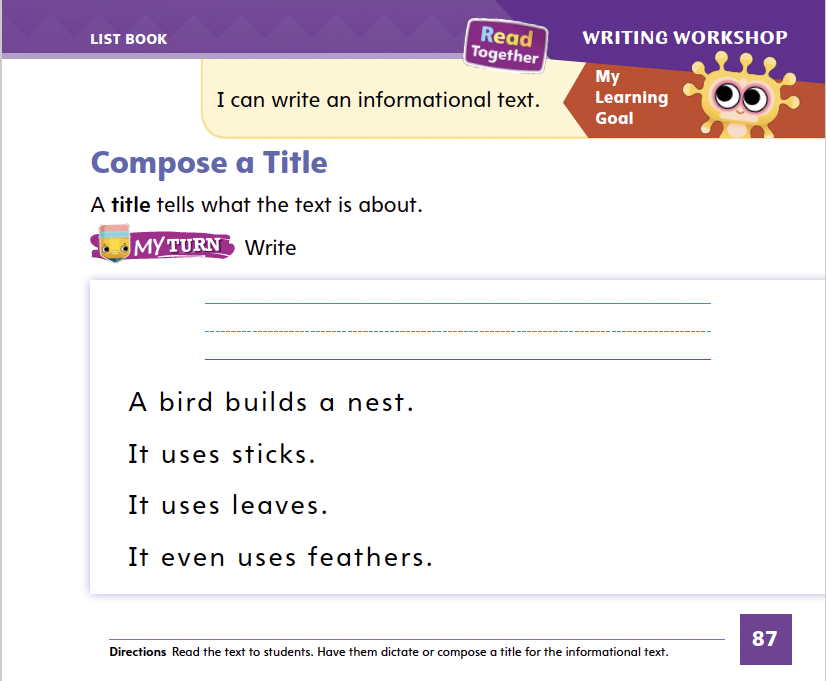 LIST BOOK
Read
Together
WRITING WORKSHOP
I can write an informational text.
My
Learning
Goal
Compose a Title
A title tells what the text is about.
MY TURN Write
A bird builds a nest.
It uses sticks.
It uses leaves.
It even uses feathers.
Directions Read the text to students. Have them dictate or compose a title for the informational text.
87